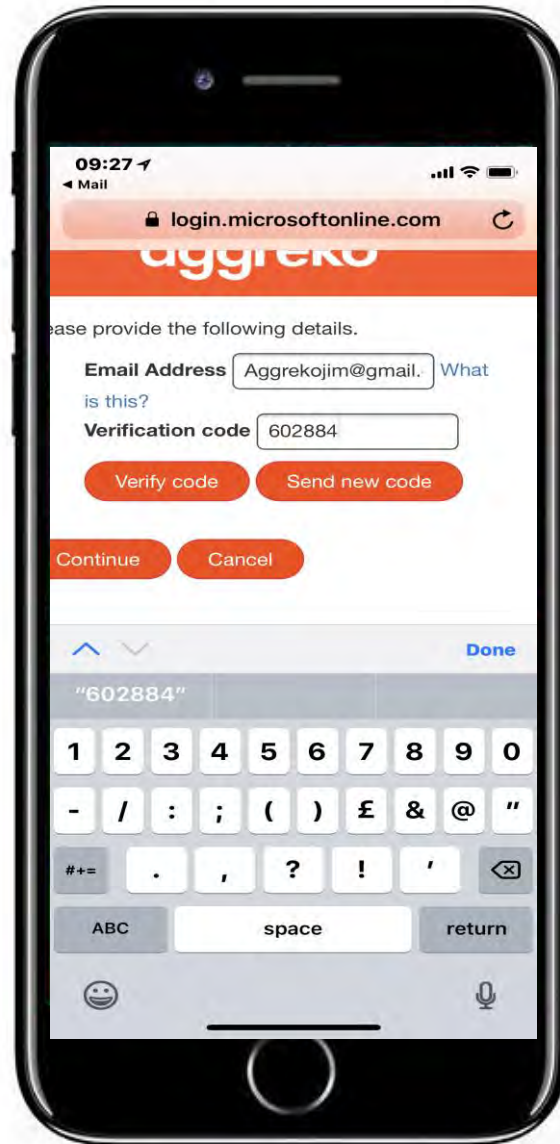 09:27
◄ Mail
login.microsoftonline.com
aggreko
ease provide the following details.
Email Address Aggrekojim@gmail. What
is this?
Verification code 602884
Verify code Send new code
Continue Cancel
Done
"602884"
1 2 3 4 5 6 7 8 9 0
- / : ; ( ) £ & @ "
#+= . , ? ! '
ABC space return